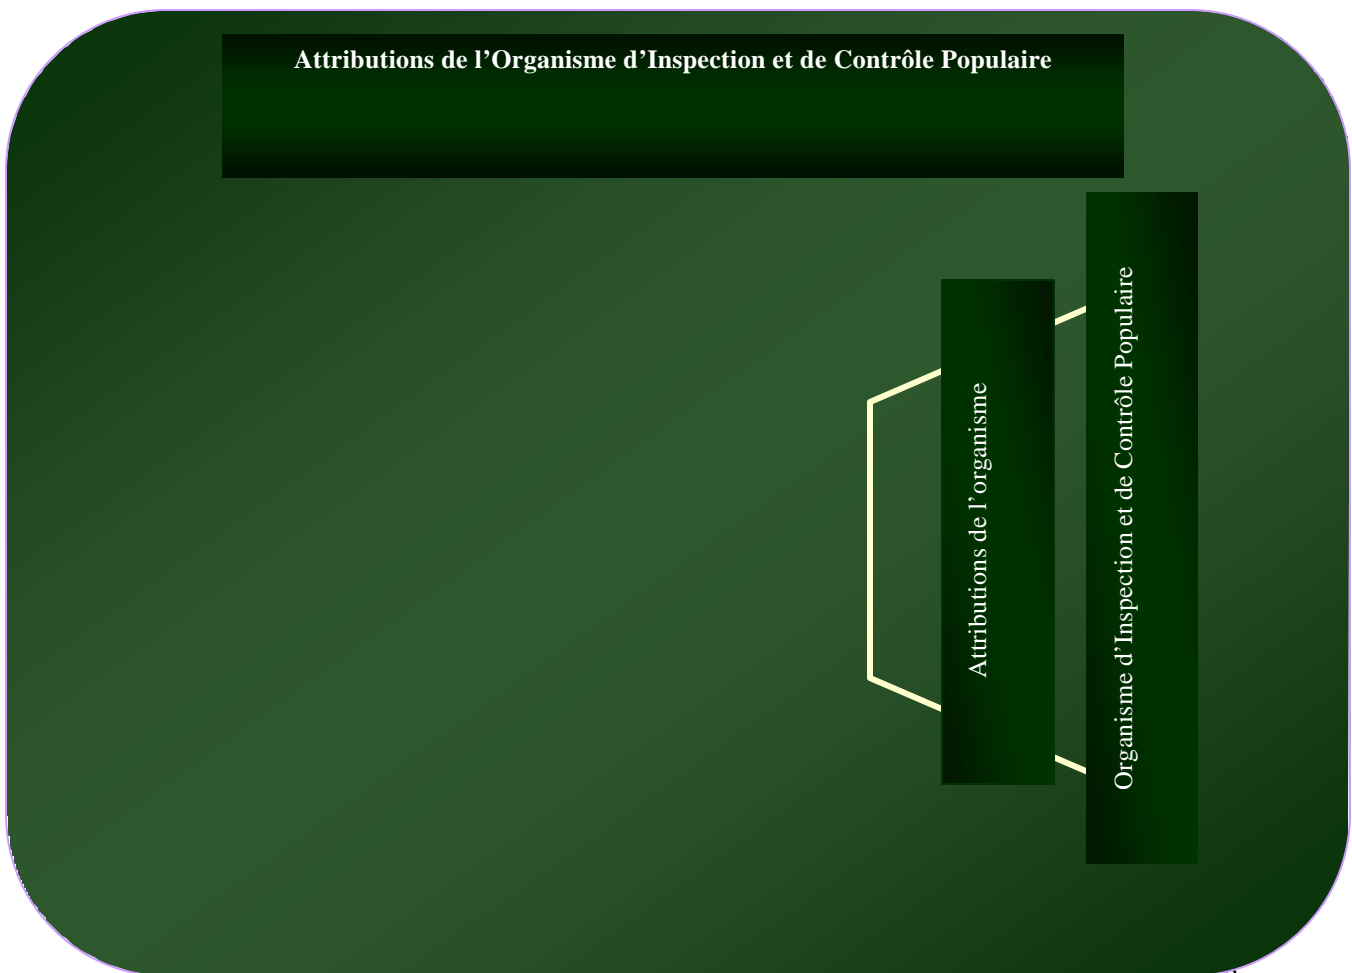 Attributions de l’Organisme d’Inspection et de Contrôle Populaire
Attributions de l’organisme
Organisme d’Inspection et de Contrôle Populaire